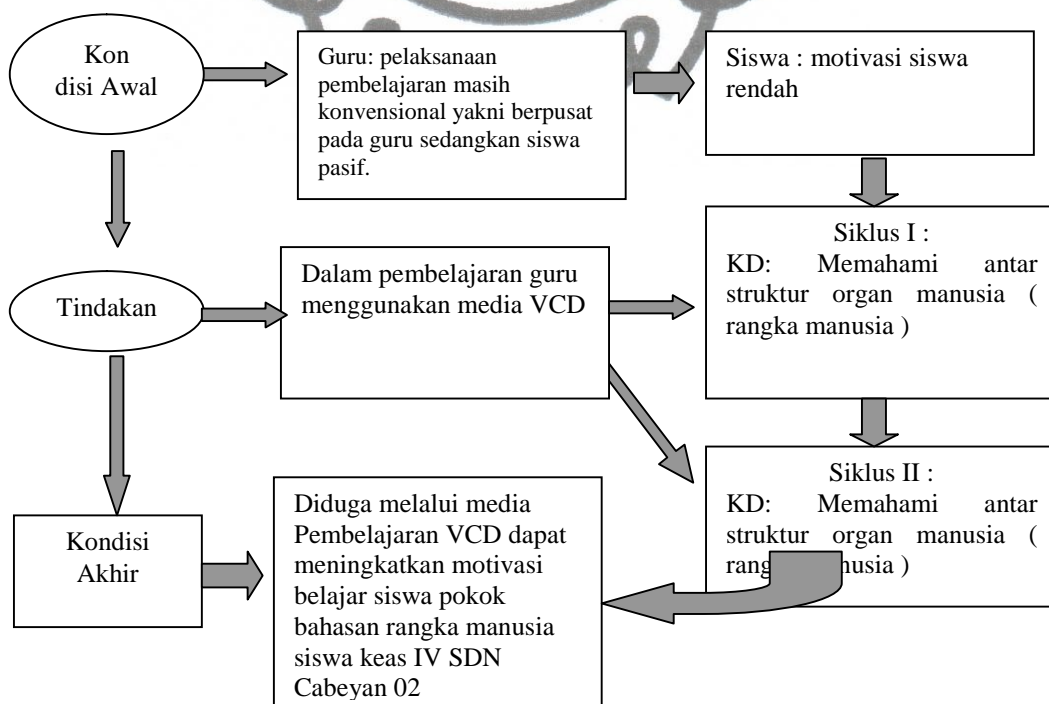 Kon
disi Awal
Guru: pelaksanaan
pembelajaran masih
konvensional yakni berpusat
pada guru sedangkan siswa
pasif.
Siswa : motivasi siswa
rendah
Tindakan
Dalam pembelajaran guru
menggunakan media VCD
Siklus I :
KD: Memahami antar
struktur organ manusia (
rangka manusia )
Siklus II :
KD: Memahami antar
struktur organ manusia (
)
Kondisi
Akhir
Diduga melalui media
Pembelajaran VCD dapat
meningkatkan motivasi
belajar siswa pokok
bahasan rangka manusia
siswa keas IV SDN
Cabeyan 02